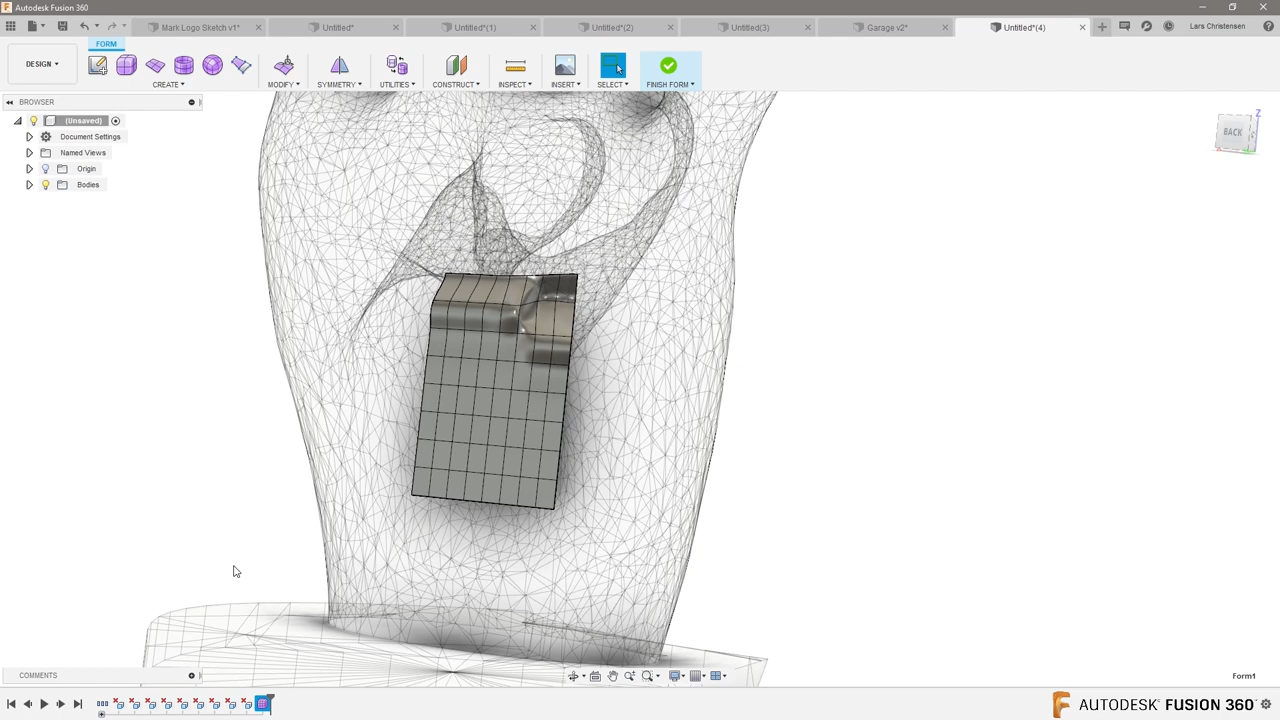 Autodesk Fusion 360
Mark Logo Sketch v1*
Untitled*
Untitled*(1)
Untitled*(2)
Untitled(3)
Garage v2*
Untitled*(4)
Lars Christensen
FORM
DESIGN
CREATE
MODIFY
SYMMETRY
UTILITIES
CONSTRUCT
INSPECT
INSERT
SELECT
FINISH FORM
BROWSER
(Unsaved)
Document Settings
Named Views
Origin
Bodies
Z
BACK
COMMENTS
Form1
AUTODESK® FUSION 360™